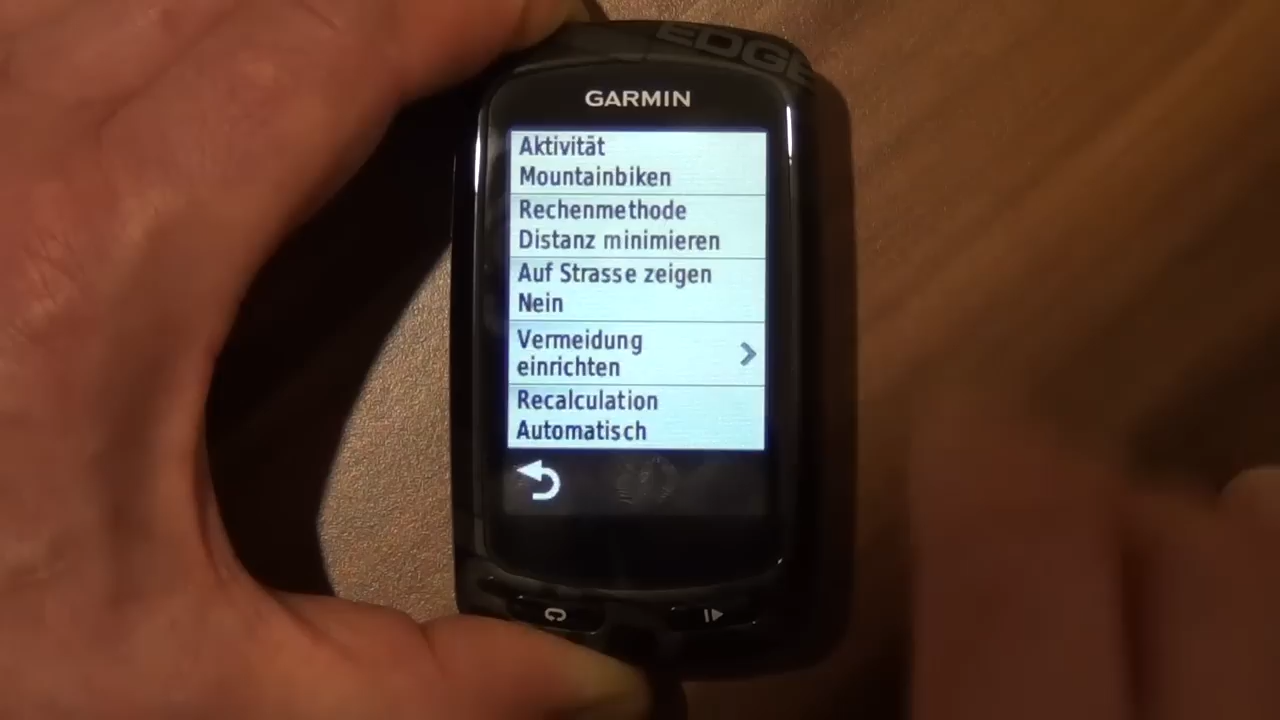 EDGE
GARMIN
Aktivität
Mountainbiken
Rechenmethode
Distanz minimieren
Auf Strasse zeigen
Nein
Vermeidung
einrichten
Recalculation
Automatisch